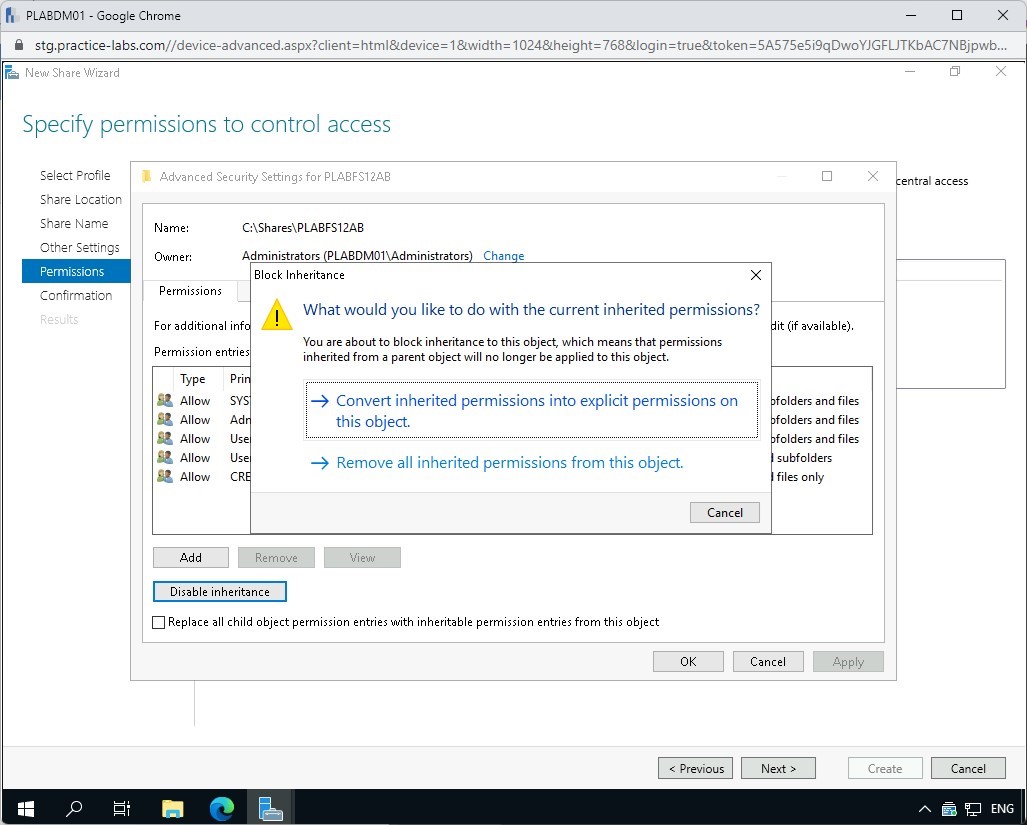 PLABDM01 - Google Chrome
stg.practice-labs.com//device-advanced.aspx?client=html&device=1&width=1024&height=768&login=true&token=5A575e5i9qDwoYJGFLJTKbAC7NBjpwb...
New Share Wizard
Specify permissions to control access
Select Profile
Share Location
Share Name
Other Settings
Permissions
Confirmation
Results
central access
Advanced Security Settings for PLABFS12AB
Name: C:\Shares\PLABFS12AB
Owner: Administrators (PLABDM01\Administrators) Change
Permissions
For additional info
dit (if available).
Permission entries
Type Prin
Allow SYS
bfolders and files
Allow Adn
bfolders and files
Allow Use
bfolders and files
Allow Use
d subfolders
Allow CRE
d files only
Block Inheritance
What would you like to do with the current inherited permissions?
You are about to block inheritance to this object, which means that permissions
inherited from a parent object will no longer be applied to this object.
Convert inherited permissions into explicit permissions on
this object.
Remove all inherited permissions from this object.
Cancel
Add Remove View
Disable inheritance
Replace all child object permission entries with inheritable permission entries from this object
OK Cancel Apply
< Previous Next > Create Cancel
ENG